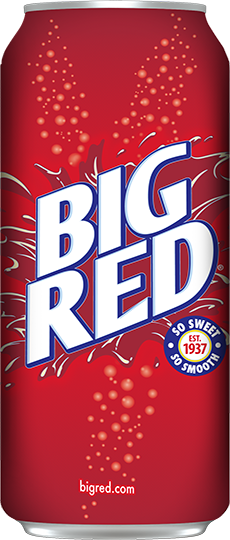 BIG
RED®
SO SWEET
EST.
1937
SO SMOOTH
bigred.com